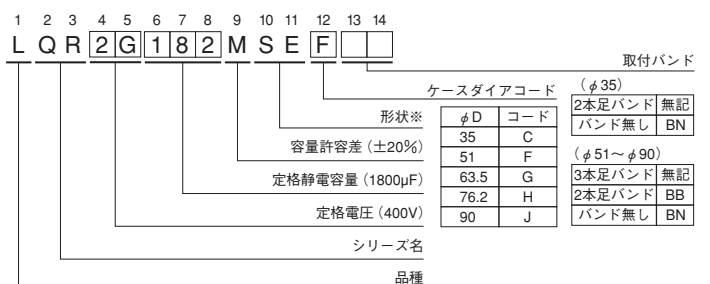 1 2 3 4 5 6 7 8 9 10 11 12 13 14
L Q R 2 G 1 8 2 M S E F
取付バンド
ケースダイアコード
形状※
容量許容差（±20%）
定格静電容量（1800μF）
定格電圧（400V）
シリーズ名
品種
φD コード
35 C
51 F
63.5 G
76.2 H
90 J
（φ35）
2本足バンド 無記
バンド無し BN
（φ51～φ90）
3本足バンド 無記
2本足バンド BB
バンド無し BN